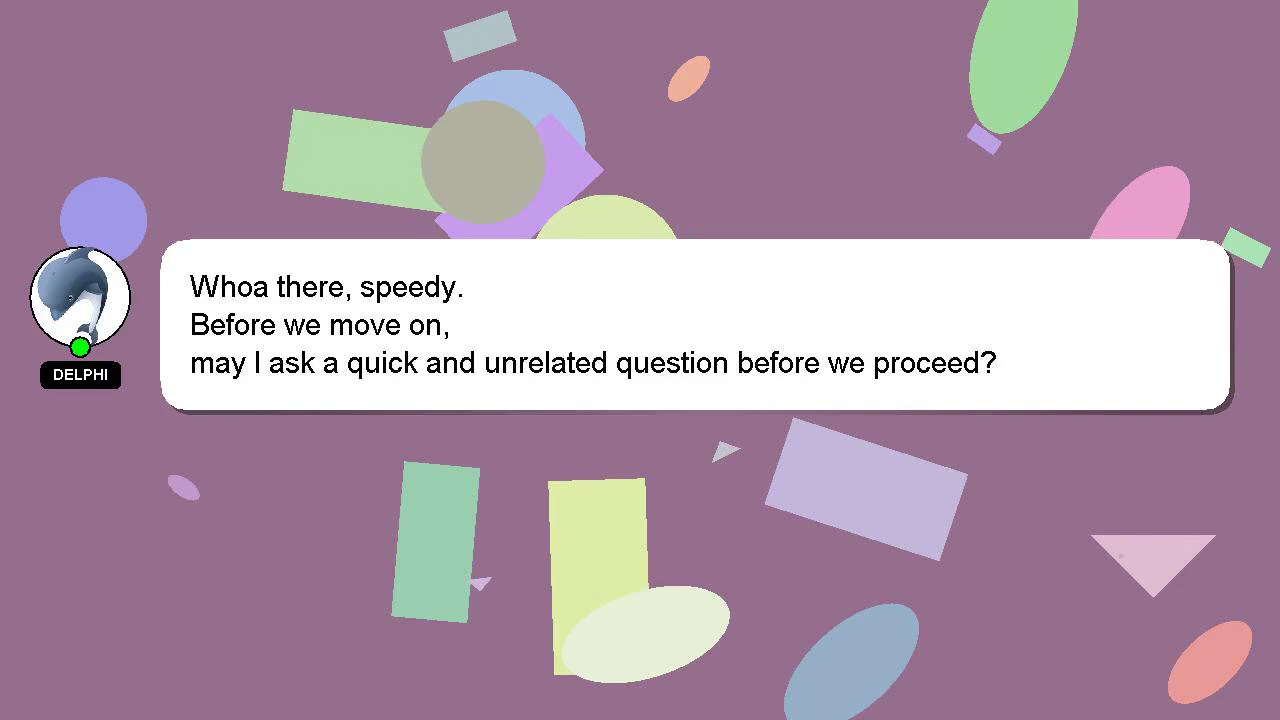 Whoa there, speedy.
Before we move on,
may I ask a quick and unrelated question before we proceed?
DELPHI